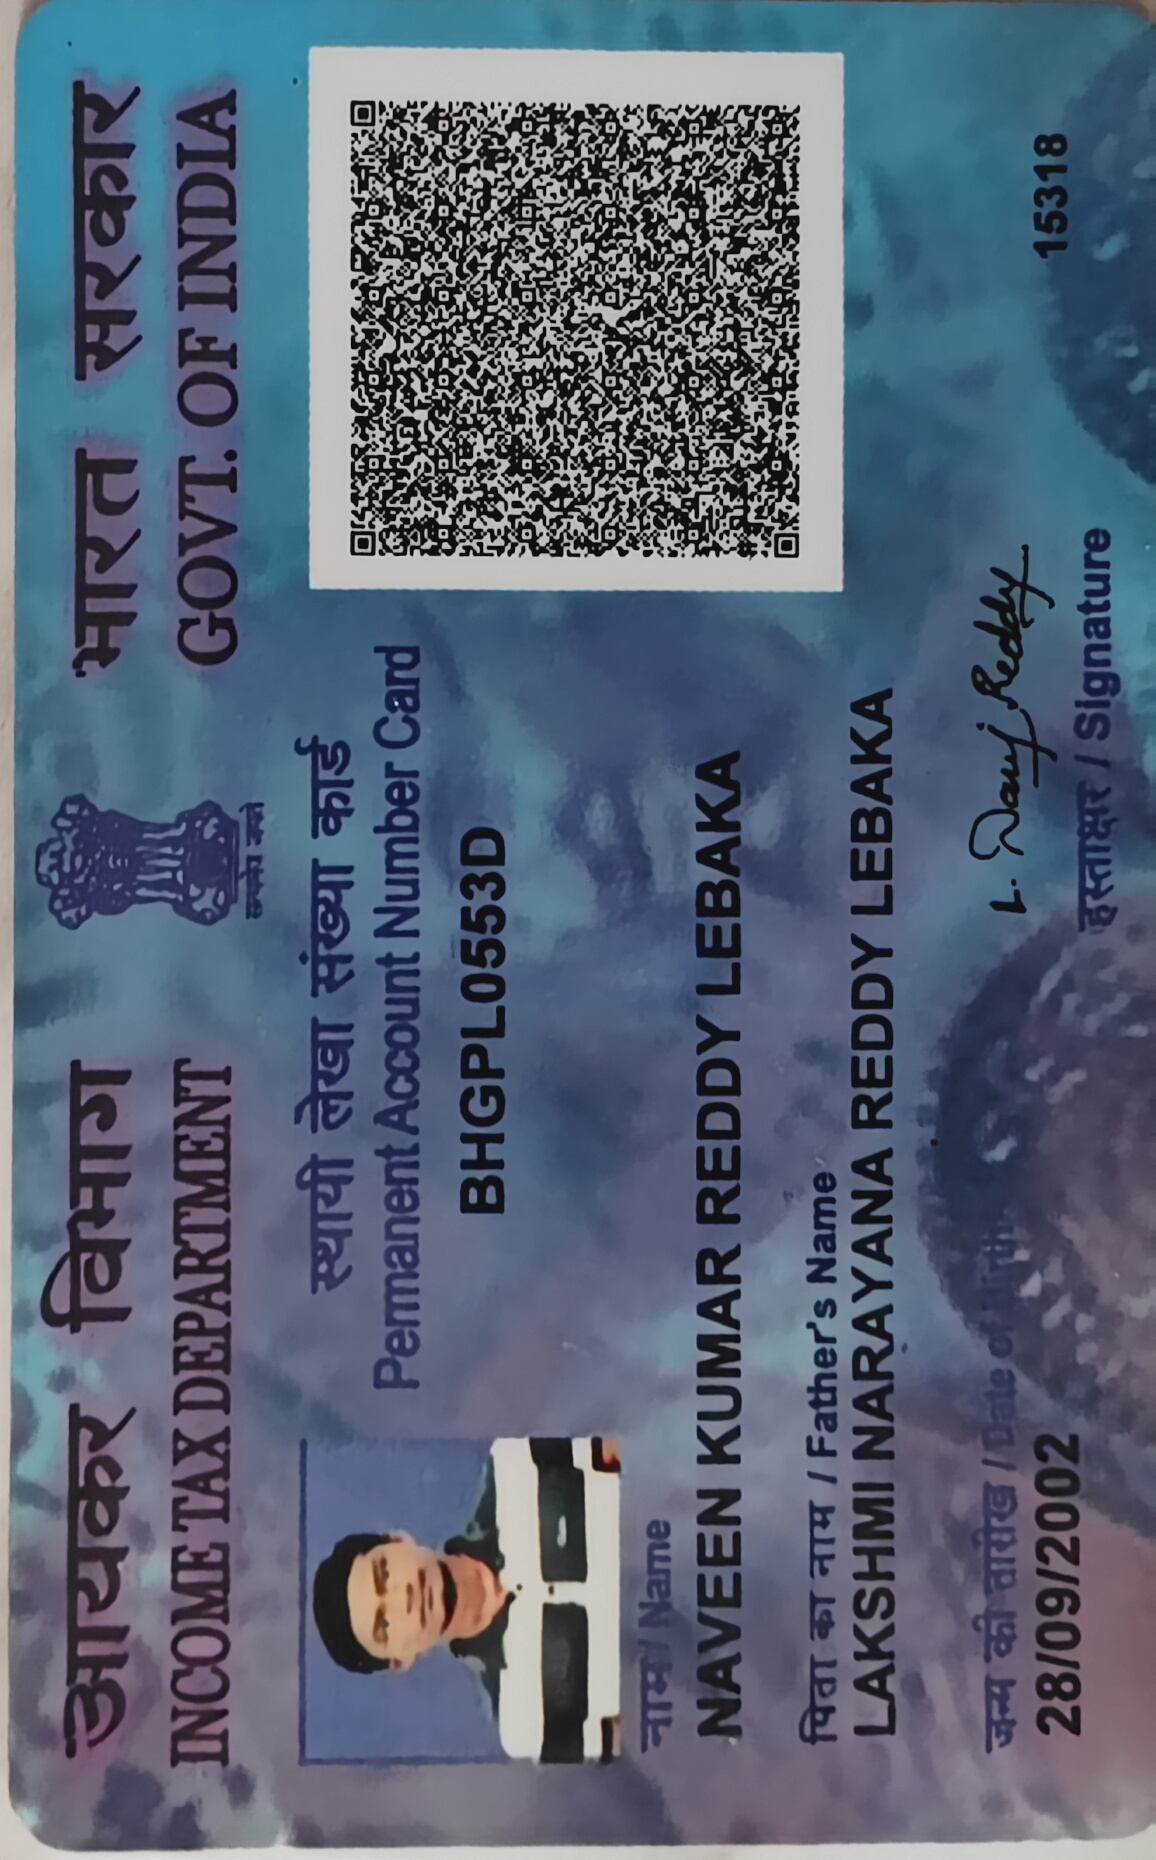 आयकर विभाग
INCOME TAX DEPARTMENT
सत्यमेव जयते
भारत सरकार
GOVT. OF INDIA
स्थायी लेखा संख्या कार्ड
Permanent Account Number Card
BHGPL0553D
नाम / Name
NAVEEN KUMAR REDDY LEBAKA
पिता का नाम / Father's Name
LAKSHMI NARAYANA REDDY LEBAKA
जन्म की तारीख / Date of Birth
28/09/2002
L. Reddy
हस्ताक्षर / Signature
15318